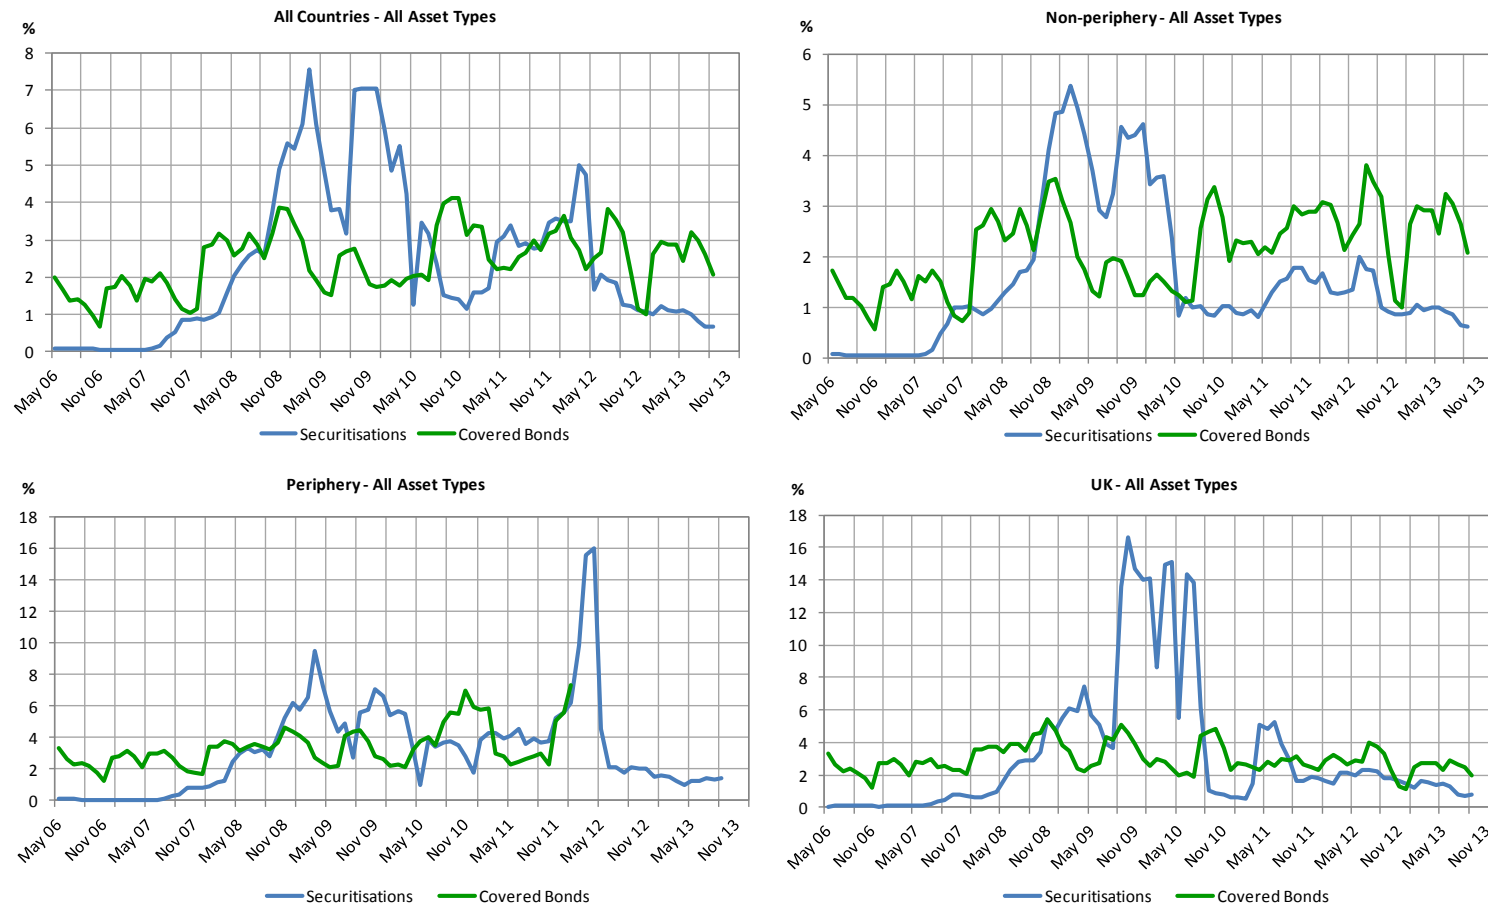 All Countries - All Asset Types
%
8
7
6
5
4
3
2
1
0
May 06
Nov 06
May 07
Nov 07
May 08
Nov 08
May 09
Nov 09
May 10
Nov 10
May 11
Nov 11
May 12
Nov 12
May 13
Nov 13
Securitisations
Covered Bonds
Non-periphery - All Asset Types
%
6
5
4
3
2
1
0
May 06
Nov 06
May 07
Nov 07
May 08
Nov 08
May 09
Nov 09
May 10
Nov 10
May 11
Nov 11
May 12
Nov 12
May 13
Nov 13
Securitisations
Covered Bonds
Periphery - All Asset Types
%
18
16
14
12
10
8
6
4
2
0
May 06
Nov 06
May 07
Nov 07
May 08
Nov 08
May 09
Nov 09
May 10
Nov 10
May 11
Nov 11
May 12
Nov 12
May 13
Nov 13
Securitisations
Covered Bonds
UK - All Asset Types
%
18
16
14
12
10
8
6
4
2
0
May 06
Nov 06
May 07
Nov 07
May 08
Nov 08
May 09
Nov 09
May 10
Nov 10
May 11
Nov 11
May 12
Nov 12
May 13
Nov 13
Securitisations
Covered Bonds